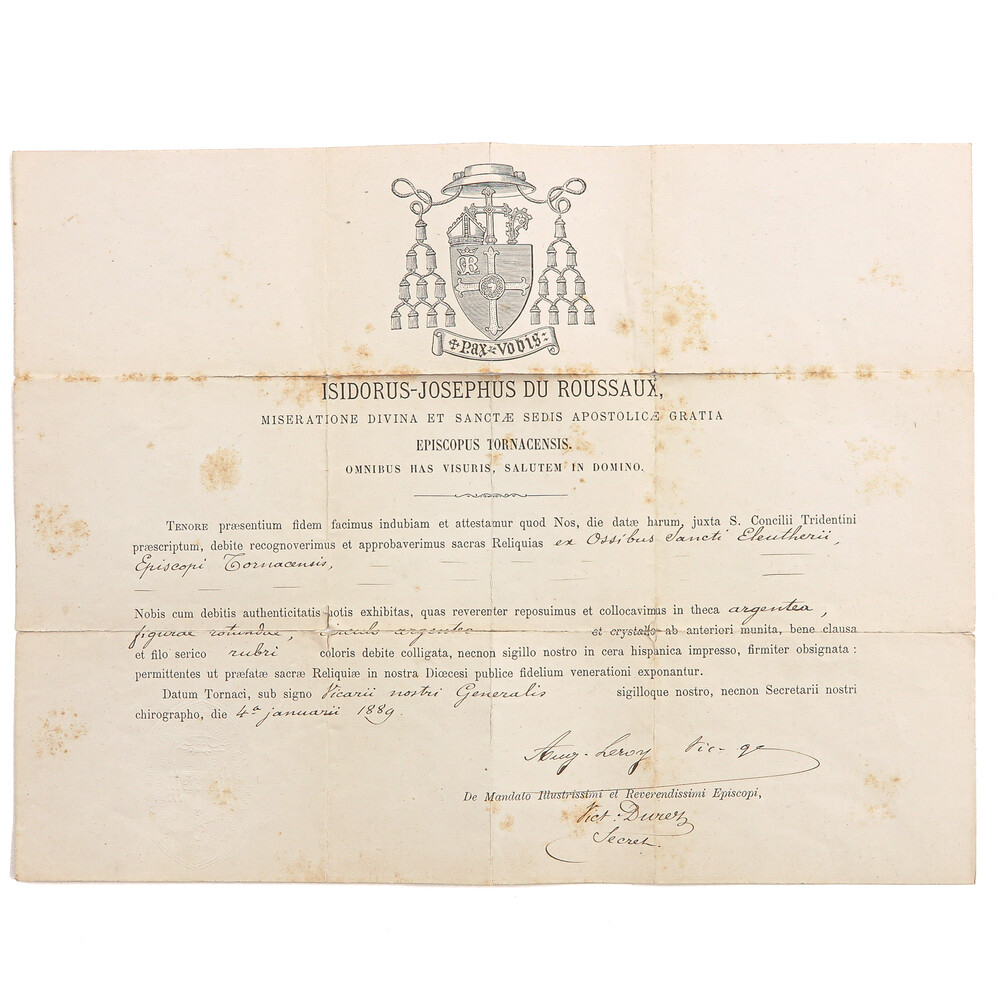 ✠ Pax ✠ Vobis:
ISIDORUS-JOSEPHUS DU ROUSSAUX,
MISERATIONE DIVINA ET SANCTÆ SEDIS APOSTOLICÆ GRATIA
EPISCOPUS TORNACENSIS.
OMNIBUS HAS VISURIS, SALUTEM IN DOMINO.
TENORE præsentium fidem facimus indubiam et attestamur quod Nos, die datæ harum, juxta S. Concilii Tridentini
præscriptum, debite recognoverimus et approbaverimus sacras Reliquias ex Ossibus Sancti Eleutherii,
Episcopi Tornacensis,
Nobis cum debitis authenticitatis notis exhibitas, quas reverenter reposuimus et collocavimus in theca argentea,
figurae rotundae, circulo argenteo et crystallo ab anteriori munita, bene clausa
et filo serico rubri coloris debite colligata, necnon sigillo nostro in cera hispanica impresso, firmiter obsignata :
permittentes ut præfatæ sacræ Reliquiæ in nostra Diœcesi publice fidelium venerationi exponantur.
Datum Tornaci, sub signo Vicarii nostri Generalis sigilloque nostro, necnon Secretarii nostri
chirographo, die 4ª januarii 1889.
Aug. Leroy Vic-ge
De Mandato Illustrissimi et Reverendissimi Episcopi,
Vict. Durez
Secret.